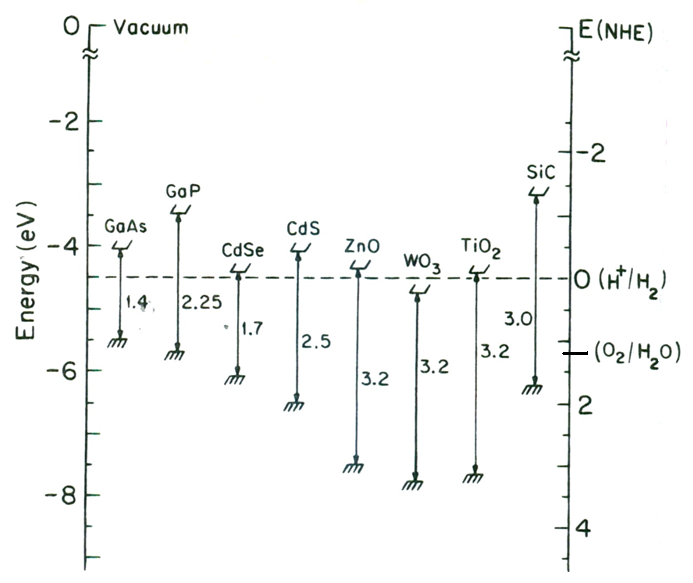 0 Vacuum E (NHE)
-2
-2
SiC
GaP
GaAs
CdS
CdSe
ZnO
TiO₂
WO₃
-4
0 (H⁺/H₂)
1.4
2.25
1.7
2.5
3.2
3.2
3.2
3.0
(O₂/H₂O)
-6
2
-8
4
Energy (eV)